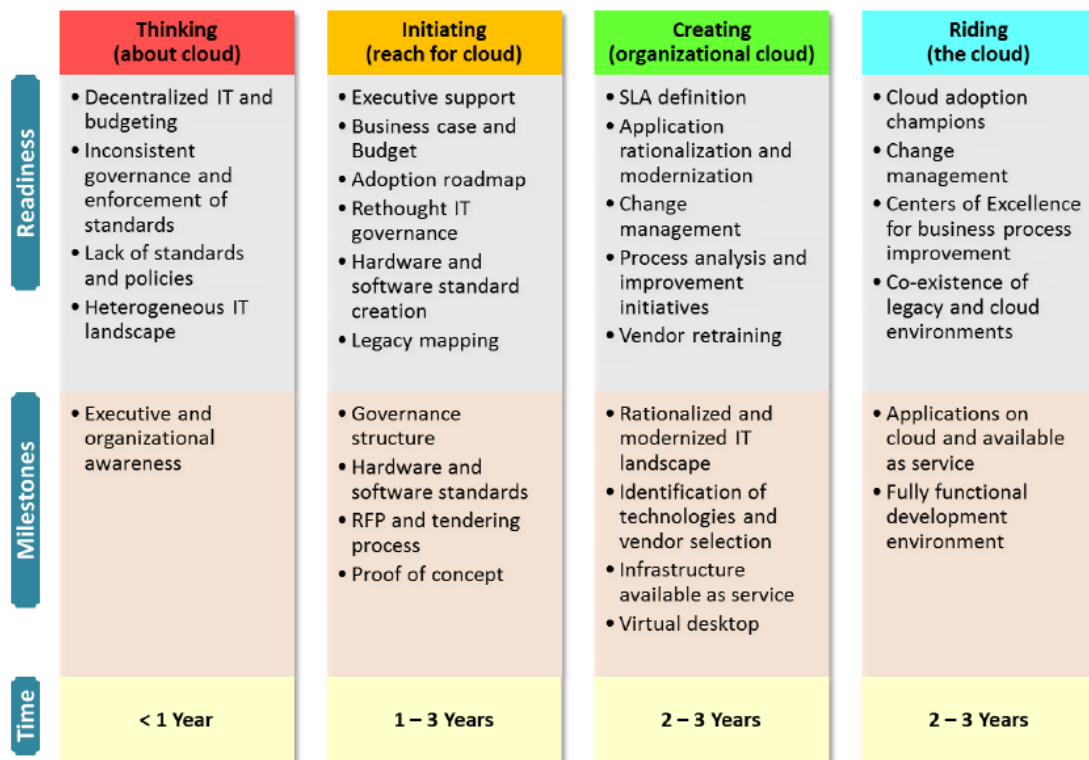 Thinking
(about cloud)
Initiating
(reach for cloud)
Creating
(organizational cloud)
Riding
(the cloud)
Readiness
• Decentralized IT and
budgeting
• Inconsistent
governance and
enforcement of
standards
• Lack of standards
and policies
• Heterogeneous IT
landscape
• Executive support
• Business case and
Budget
• Adoption roadmap
• Rethought IT
governance
• Hardware and
software standard
creation
• Legacy mapping
• SLA definition
• Application
rationalization and
modernization
• Change
management
• Process analysis and
improvement
initiatives
• Vendor retraining
• Cloud adoption
champions
• Change
management
• Centers of Excellence
for business process
improvement
• Co-existence of
legacy and cloud
environments
Milestones
• Executive and
organizational
awareness
• Governance
structure
• Hardware and
software standards
• RFP and tendering
process
• Proof of concept
• Rationalized and
modernized IT
landscape
• Identification of
technologies and
vendor selection
• Infrastructure
available as service
• Virtual desktop
• Applications on
cloud and available
as service
• Fully functional
development
environment
Time
< 1 Year
1 – 3 Years
2 – 3 Years
2 – 3 Years